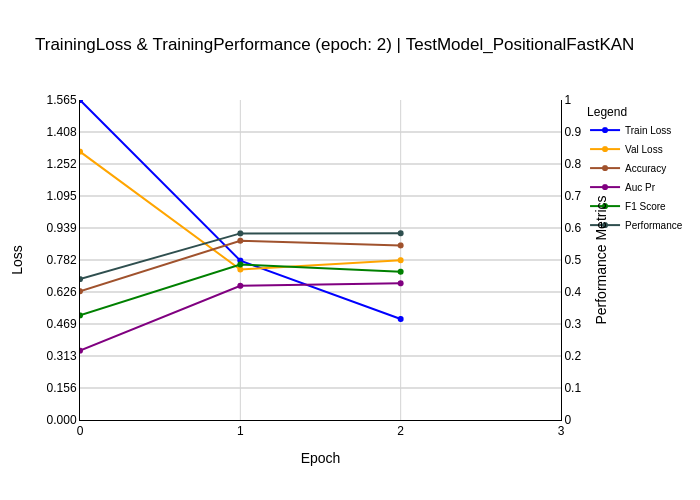 TrainingLoss & TrainingPerformance (epoch: 2) | TestModel_PositionalFastKAN
Loss
1.565
1.408
1.252
1.095
0.939
0.782
0.626
0.469
0.313
0.156
0.000
0
1
2
3
Epoch
1
0.9
0.8
0.7
0.6
0.5
0.4
0.3
0.2
0.1
0
Performance Metrics
Legend
Train Loss
Val Loss
Accuracy
Auc Pr
F1 Score
Performance